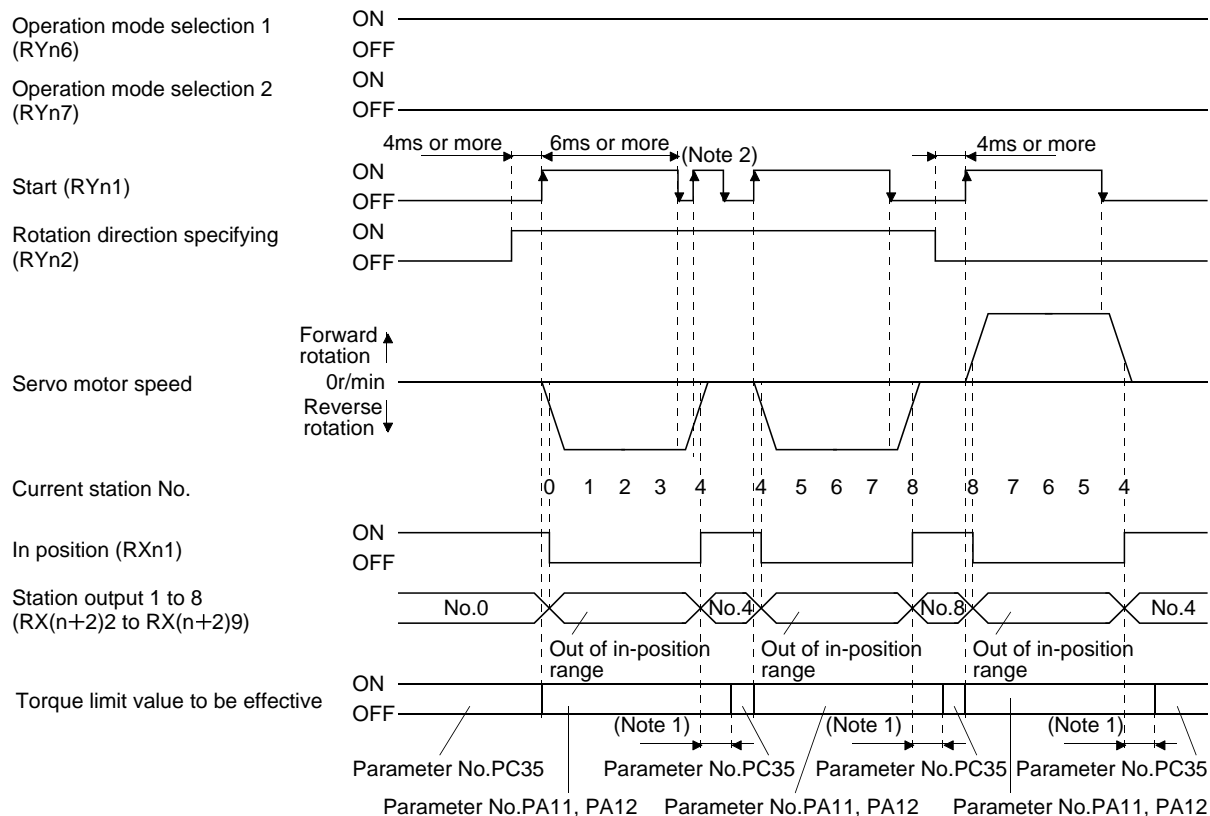 Operation mode selection 1
(RYn6)
ON
OFF
Operation mode selection 2
(RYn7)
ON
OFF
4ms or more
6ms or more
(Note 2)
4ms or more
Start (RYn1)
ON
OFF
Rotation direction specifying
(RYn2)
ON
OFF
Forward
rotation
Servo motor speed
0r/min
Reverse
rotation
Current station No.
0 1 2 3 4 4 5 6 7 8 8 7 6 5 4
In position (RXn1)
ON
OFF
Station output 1 to 8
(RX(n+2)2 to RX(n+2)9)
No.0 No.4 No.8 No.4
Out of in-position
range
Out of in-position
range
Out of in-position
range
Torque limit value to be effective
ON
OFF
(Note 1) (Note 1) (Note 1)
Parameter No.PC35 Parameter No.PC35 Parameter No.PC35 Parameter No.PC35
Parameter No.PA11, PA12 Parameter No.PA11, PA12 Parameter No.PA11, PA12